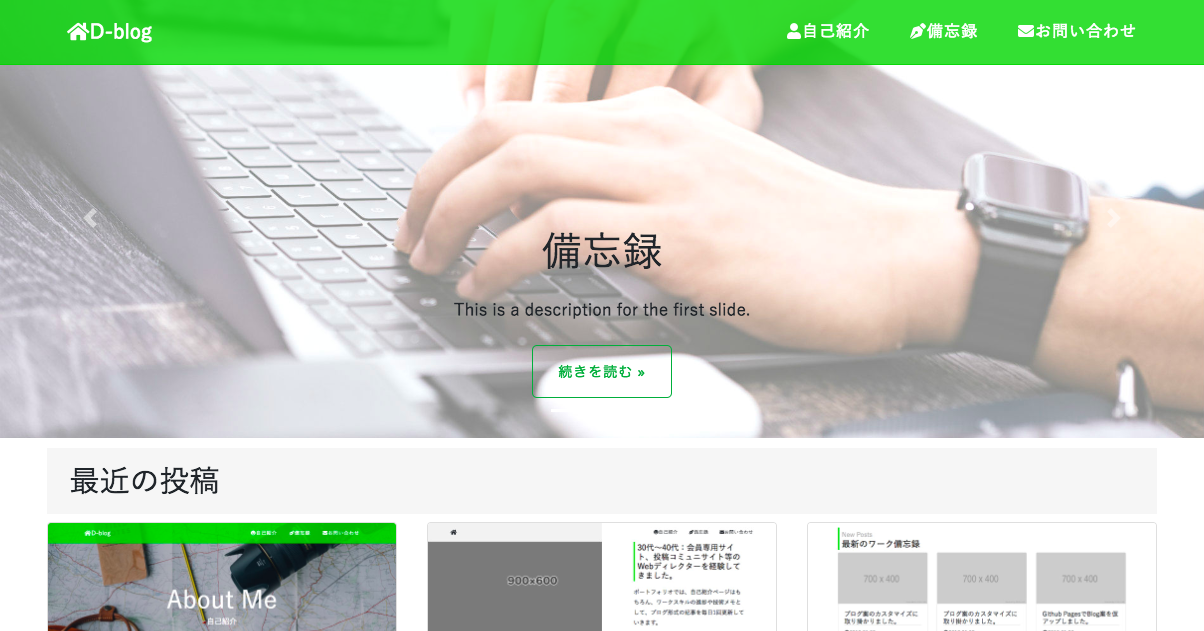 D-blog
自己紹介 備忘録 お問い合わせ
備忘録
This is a description for the first slide.
続きを読む »
最近の投稿
D-blog
自己紹介 備忘録 お問い合わせ
About Me
自己紹介
自己紹介 備忘録 お問い合わせ
900×600
30代〜40代：会員専用サイ
ト、投稿コミュニサイト等の
Webディレクターを経験して
きました。
ポートフォリオでは、自己紹介ページはも
ちろん、ワークスキルの撮影や技術メモと
して、ブログ形式の記事を毎日1回更新して
いきます。
New Posts
最新のワーク備忘録
700 x 400
700 x 400
700 x 400
ブログ案のカスタマイズに
取り掛かりました。
ブログ案のカスタマイズに
取り掛かりました。
Github PagesでBlog案を仮
アップしました。